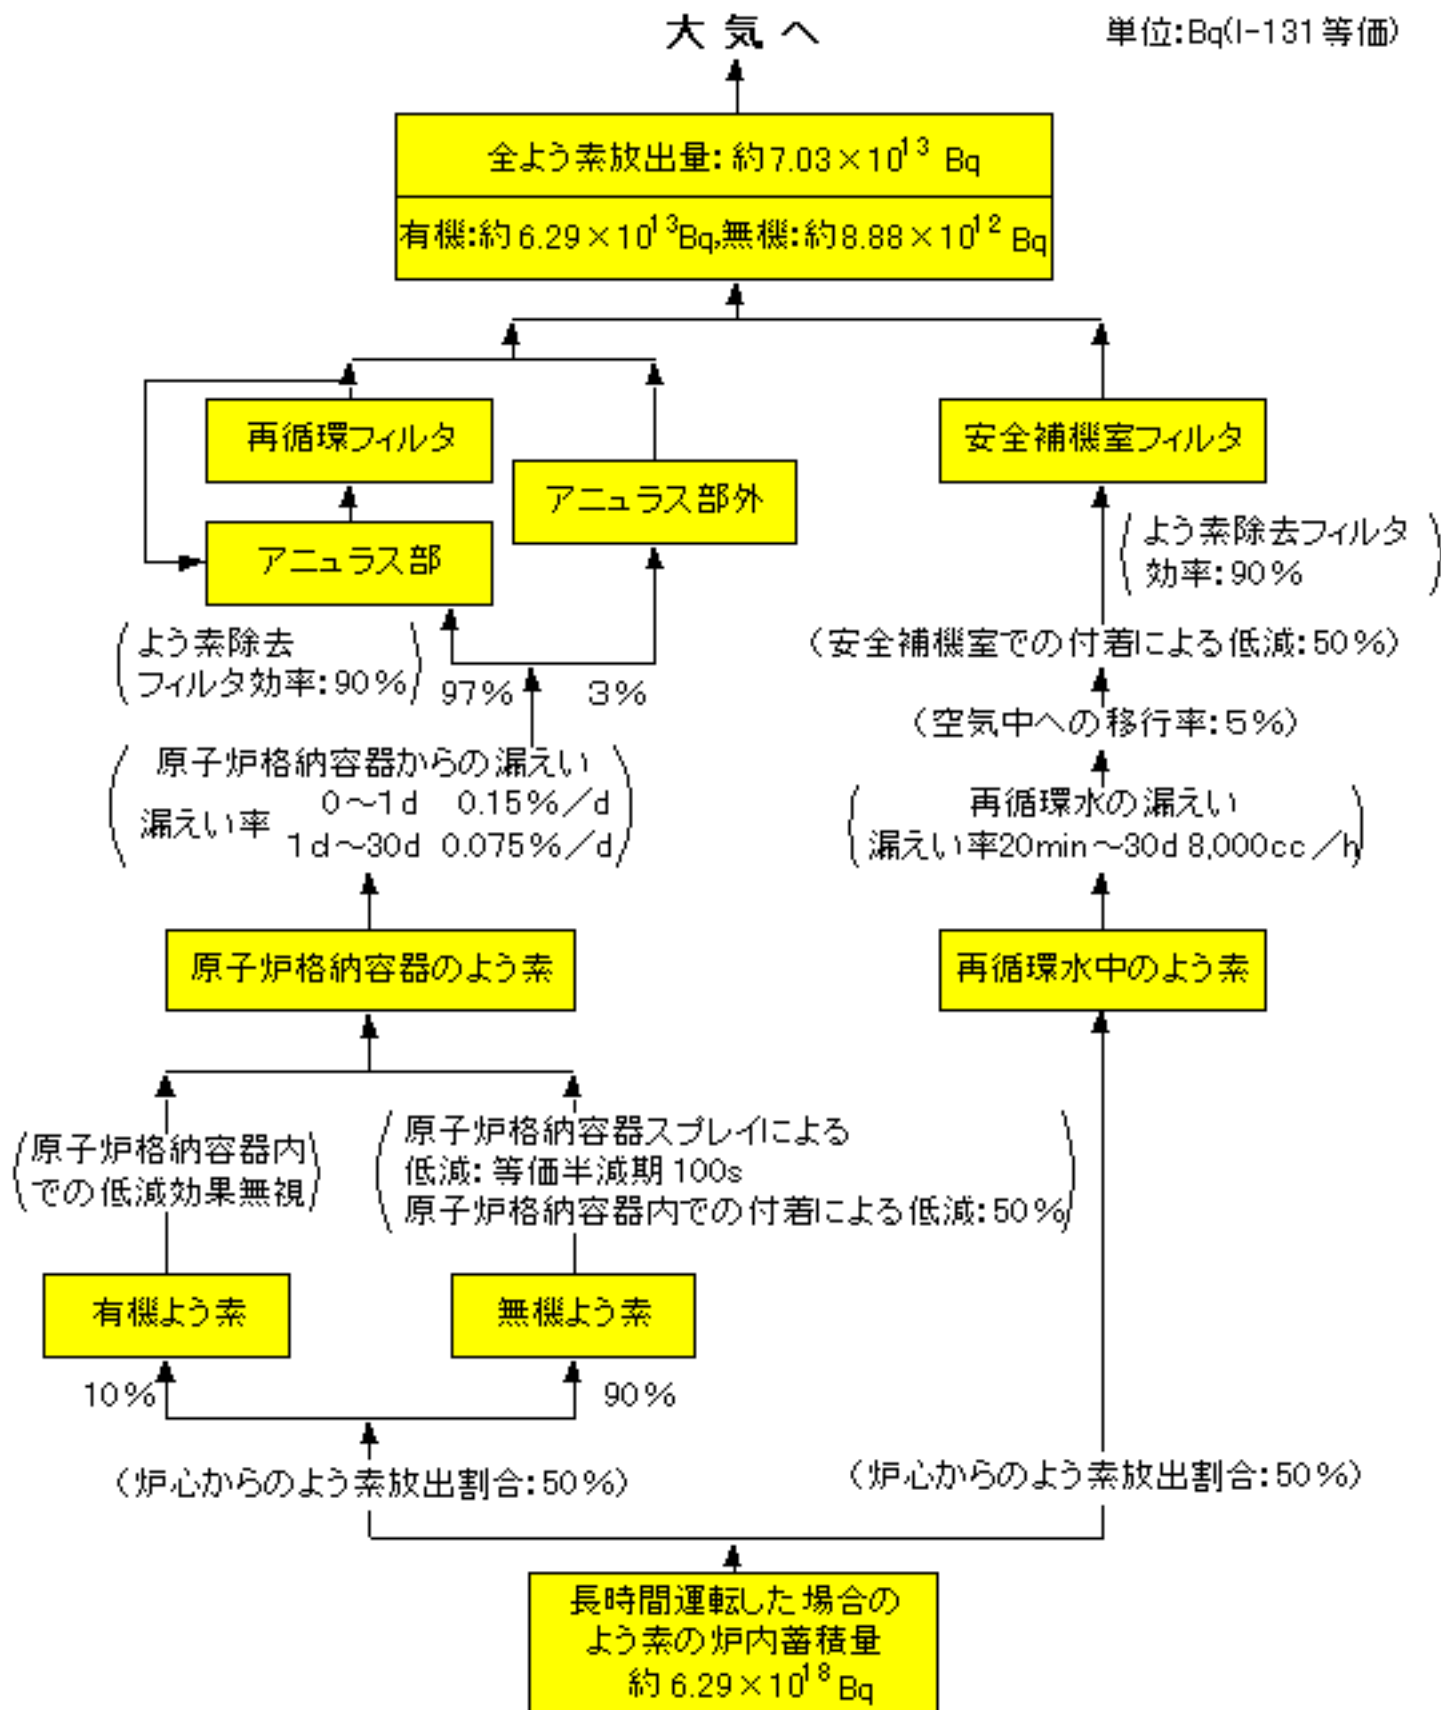 大気へ
単位:Bq(I-131等価)
全よう素放出量:約7.03×10¹³ Bq
有機:約6.29×10¹³Bq,無機:約8.88×10¹² Bq
再循環フィルタ
安全補機室フィルタ
アニュラス部外
アニュラス部
(よう素除去フィルタ
効率:90%)
(よう素除去
フィルタ効率:90%)
97%
3%
(安全補機室での付着による低減:50%)
(空気中への移行率:5%)
(原子炉格納容器からの漏えい
漏えい率
0～1d 0.15%/d
1d～30d 0.075%/d)
(再循環水の漏えい
漏えい率20min～30d 8,000cc/h)
原子炉格納容器のよう素
再循環水中のよう素
(原子炉格納容器内
での低減効果無視)
(原子炉格納容器スプレイによる
低減:等価半減期100s
原子炉格納容器内での付着による低減:50%)
有機よう素
無機よう素
10%
90%
(炉心からのよう素放出割合:50%)
(炉心からのよう素放出割合:50%)
長時間運転した場合の
よう素の炉内蓄積量
約6.29×10¹⁸ Bq